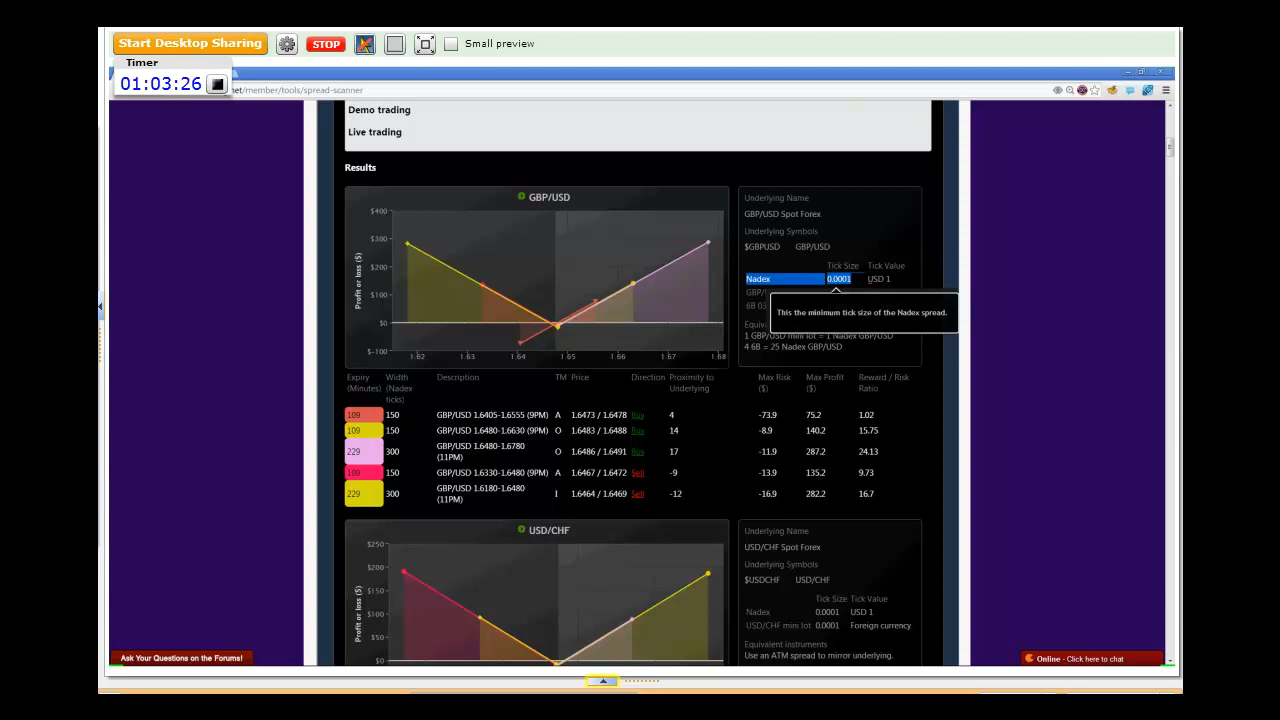 Start Desktop Sharing STOP Small preview
Timer
01:03:26
et/member/tools/spread-scanner
Demo trading
Live trading
Results
GBP/USD
$400
$300
$200
$100
$0
$-100
Profit or loss ($)
1.62 1.63 1.64 1.65 1.66 1.67 1.68
Underlying Name
GBP/USD Spot Forex
Underlying Symbols
$GBPUSD GBP/USD
Tick Size Tick Value
Nadex 0.0001 USD 1
GBP/
6B 03
This the minimum tick size of the Nadex spread.
Equiva
1 GBP/USD mini lot = 1 Nadex GBP/USD
4 6B = 25 Nadex GBP/USD
Expiry (Minutes) Width (Nadex ticks) Description TM Price Direction Proximity to Underlying Max Risk ($) Max Profit ($) Reward / Risk Ratio
109 150 GBP/USD 1.6405-1.6555 (9PM) A 1.6473 / 1.6478 Buy 4 -73.9 75.2 1.02
109 150 GBP/USD 1.6480-1.6630 (9PM) O 1.6483 / 1.6488 Buy 14 -8.9 140.2 15.75
229 300 GBP/USD 1.6480-1.6780 (11PM) O 1.6486 / 1.6491 Buy 17 -11.9 287.2 24.13
109 150 GBP/USD 1.6330-1.6480 (9PM) A 1.6467 / 1.6472 Sell -9 -13.9 135.2 9.73
229 300 GBP/USD 1.6180-1.6480 (11PM) I 1.6464 / 1.6469 Sell -12 -16.9 282.2 16.7
USD/CHF
$250
$200
$150
$100
$50
$0
Profit or loss ($)
Underlying Name
USD/CHF Spot Forex
Underlying Symbols
$USDCHF USD/CHF
Tick Size Tick Value
Nadex 0.0001 USD 1
USD/CHF mini lot 0.0001 Foreign currency
Equivalent instruments
Use an ATM spread to mirror underlying.
Ask Your Questions on the Forums!
Online - Click here to chat